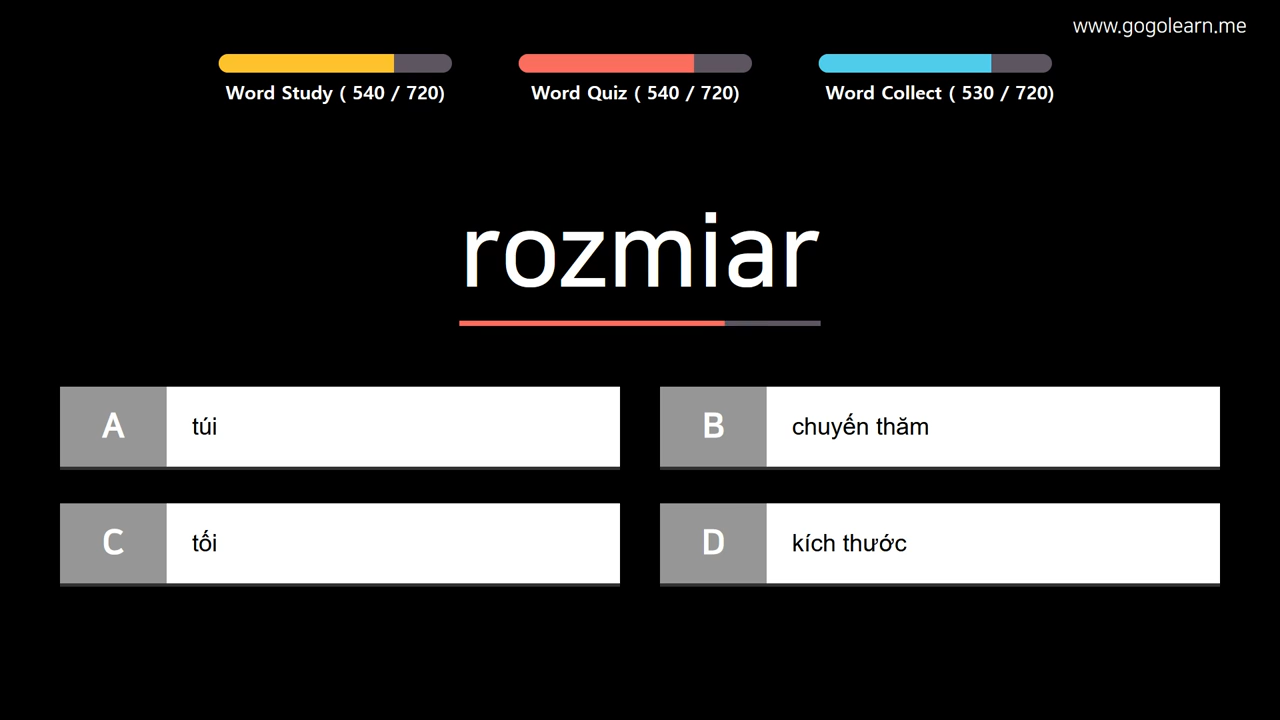 www.gogolearn.me
Word Study ( 540 / 720)
Word Quiz ( 540 / 720)
Word Collect ( 530 / 720)
rozmiar
A túi
B chuyến thăm
C tối
D kích thước